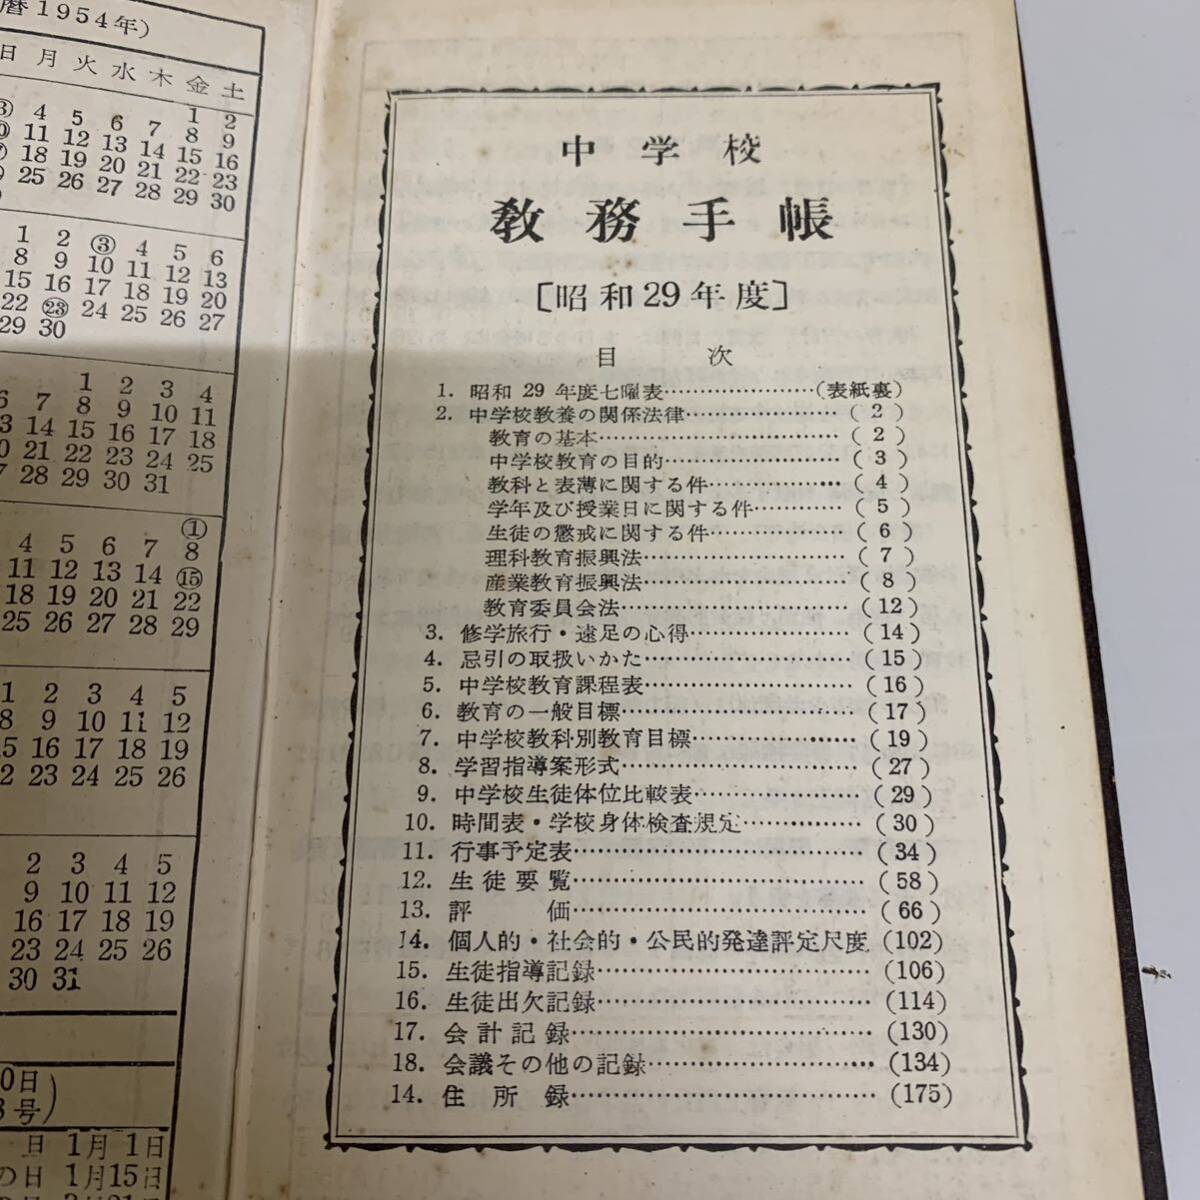 暦1954年)
日 月 火 水 木 金 土
1 2
③ 4 5 6 7 8 9
⑩ 11 12 13 14 15 16
18 19 20 21 22 23
25 26 27 28 29 30
1 2 ③ 4 5 6
8 9 10 11 12 13
15 16 17 18 19 20
22 ㉓ 24 25 26 27
29 30
1 2 3 4
6 7 8 9 10 11
13 14 15 16 17 18
20 21 22 23 24 25
27 28 29 30 31
①
4 5 6 7 8
11 12 13 14 ⑮
18 19 20 21 22
25 26 27 28 29
1 2 3 4 5
8 9 10 11 12
15 16 17 18 19
22 23 24 25 26
2 3 4 5
9 10 11 12
16 17 18 19
23 24 25 26
30 31
0日
号)
日 1月 1日
の日 1月15日
中学校
教務手帳
[昭和29年度]
目 次
1. 昭和 29 年度七曜表…………………(表紙裏)
2. 中学校教養の関係法律…………………( 2 )
教育の基本……………………………( 2 )
中学校教育の目的……………………( 3 )
教科と表薄に関する件………………( 4 )
学年及び授業日に関する件…………( 5 )
生徒の懲戒に関する件………………( 6 )
理科教育振興法………………………( 7 )
産業教育振興法………………………( 8 )
教育委員会法…………………………(12)
3. 修学旅行・遠足の心得…………………(14)
4. 忌引の取扱いかた………………………(15)
5. 中学校教育課程表………………………(16)
6. 教育の一般目標…………………………(17)
7. 中学校教科別教育目標…………………(19)
8. 学習指導案形式…………………………(27)
9. 中学校生徒体位比較表…………………(29)
10. 時間表・学校身体検査規定……………(30)
11. 行事予定表………………………………(34)
12. 生徒要覧…………………………………(58)
13. 評 価…………………………………(66)
14. 個人的・社会的・公民的発達評定尺度 (102)
15. 生徒指導記録……………………………(106)
16. 生徒出欠記録……………………………(114)
17. 会計記録…………………………………(130)
18. 会議その他の記録………………………(134)
14. 住所録……………………………………(175)